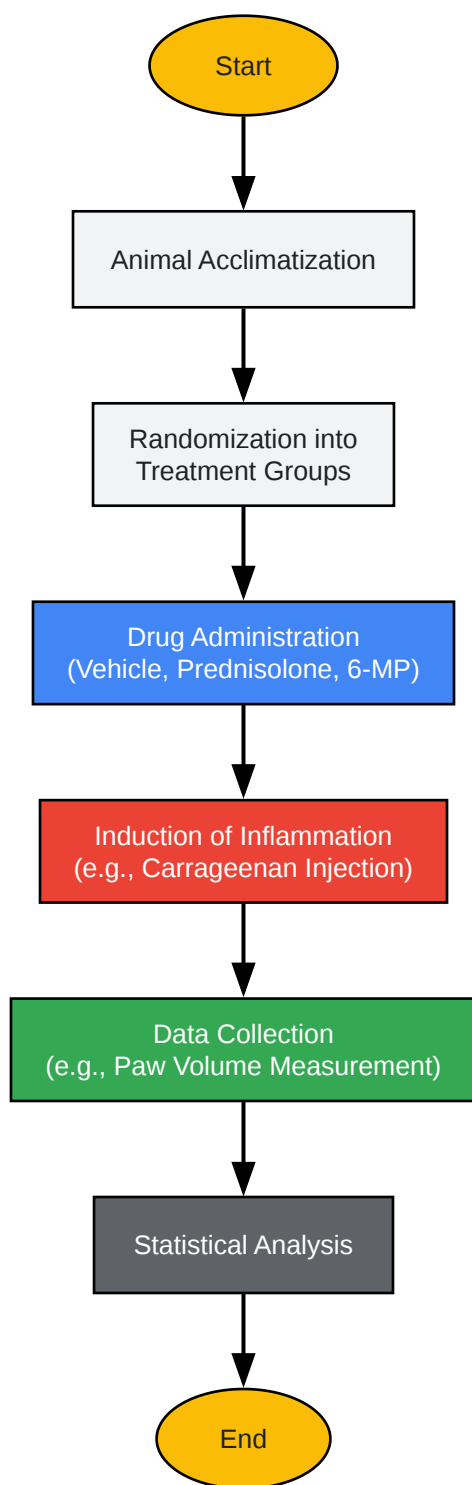 Start
Animal Acclimatization
Randomization into
Treatment Groups
Drug Administration
(Vehicle, Prednisolone, 6-MP)
Induction of Inflammation
(e.g., Carrageenan Injection)
Data Collection
(e.g., Paw Volume Measurement)
Statistical Analysis
End